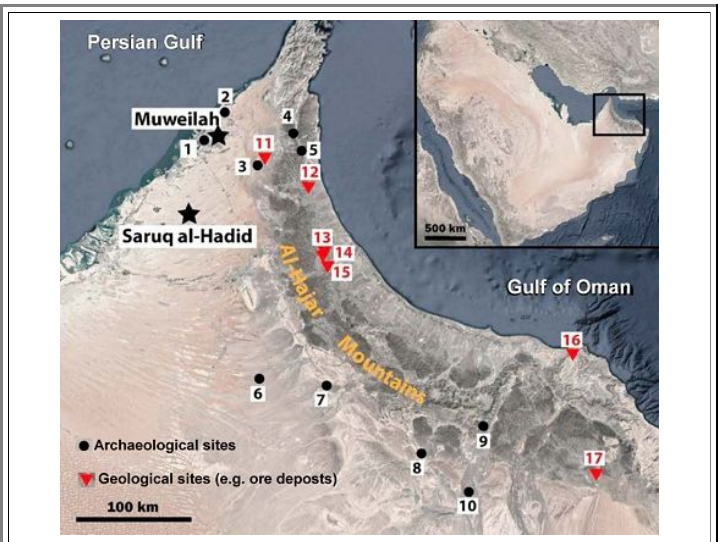 Persian Gulf
2
Muweilah
1
4
5
3
11
12
500 km
Saruq al-Hadid
13
14
15
Al-Hajar
Mountains
Gulf of Oman
16
6
7
9
8
17
10
Archaeological sites
Geological sites (e.g. ore deposts)
100 km